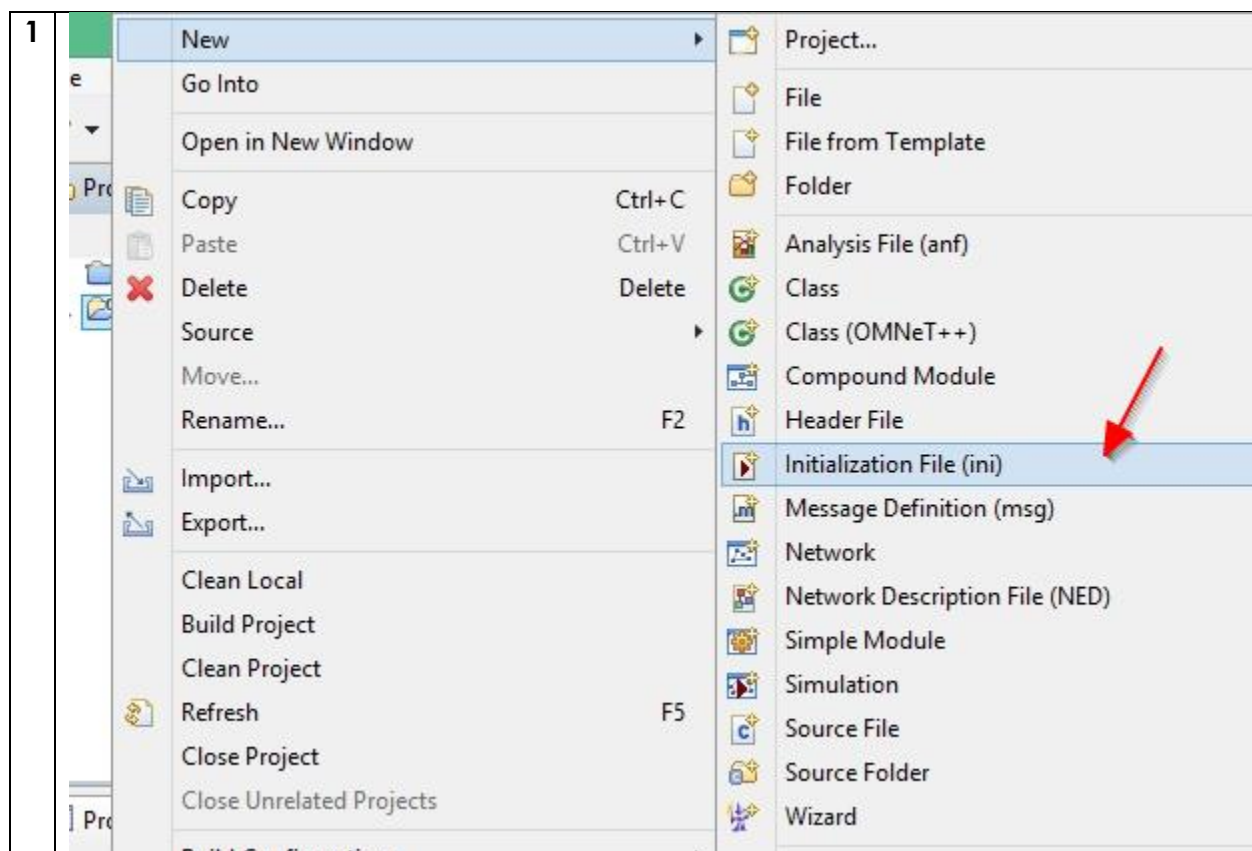 1
New
Go Into
Open in New Window
Copy Ctrl+C
Paste Ctrl+V
Delete Delete
Source
Move...
Rename... F2
Import...
Export...
Clean Local
Build Project
Clean Project
Refresh F5
Close Project
Close Unrelated Projects
Project...
File
File from Template
Folder
Analysis File (anf)
Class
Class (OMNeT++)
Compound Module
Header File
Initialization File (ini)
Message Definition (msg)
Network
Network Description File (NED)
Simple Module
Simulation
Source File
Source Folder
Wizard
e
Pro
Pro